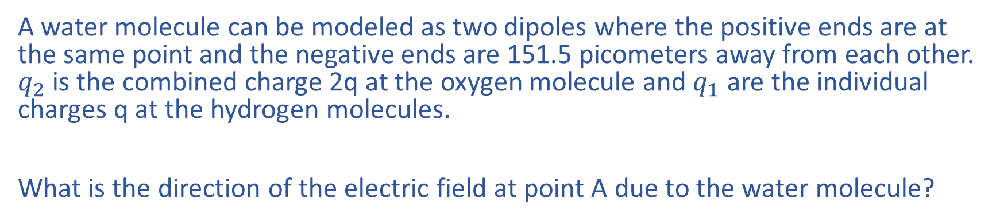 A water molecule can be modeled as two dipoles where the positive ends are at
the same point and the negative ends are 151.5 picometers away from each other.
q₂ is the combined charge 2q at the oxygen molecule and q₁ are the individual
charges q at the hydrogen molecules.
What is the direction of the electric field at point A due to the water molecule?